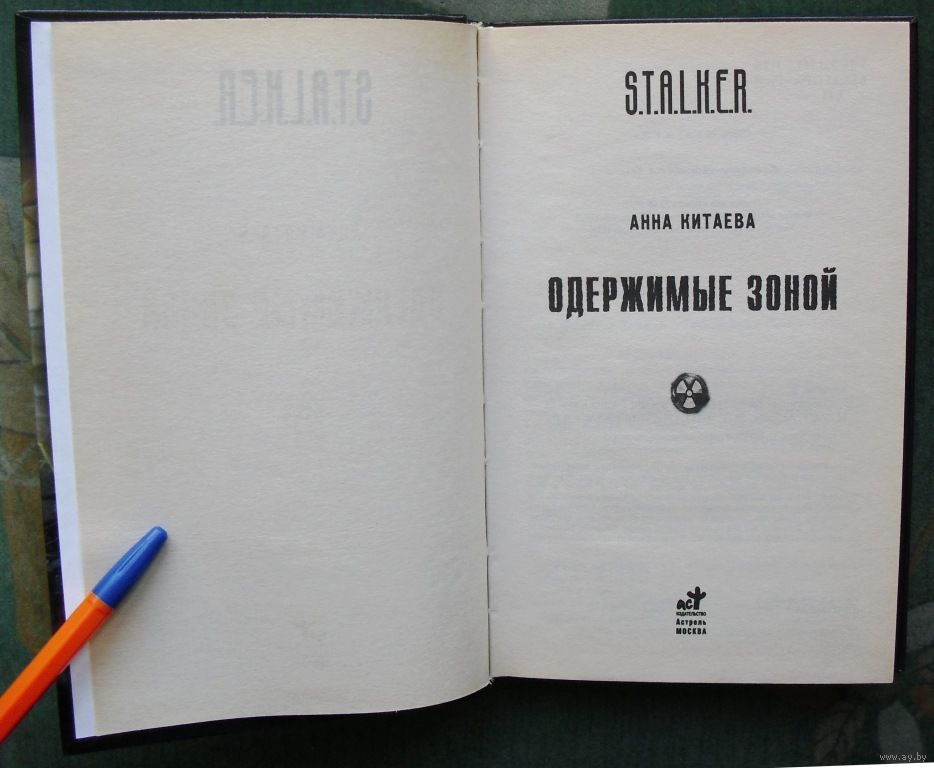 S.T.A.L.K.E.R.
S.T.A.L.K.E.R.
АННА КИТАЕВА
ОДЕРЖИМЫЕ ЗОНОЙ
аст
ИЗДАТЕЛЬСТВО
Астрель
МОСКВА
www.ay.by